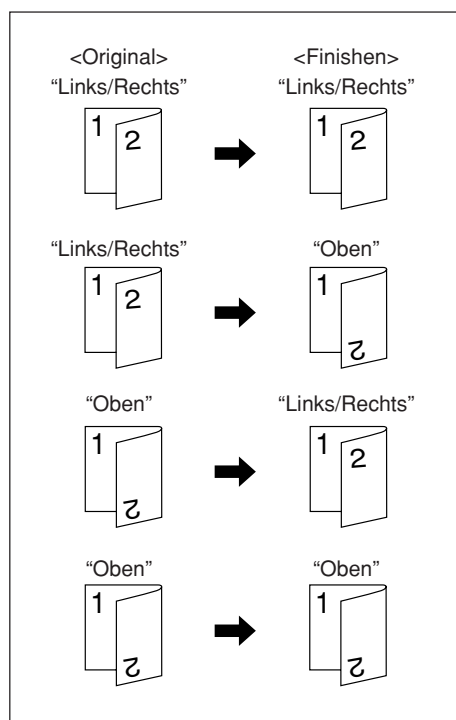 <Original> <Finishen>
“Links/Rechts” “Links/Rechts”
1 2 1 2
“Links/Rechts” “Oben”
1 2 1 2
“Oben” “Links/Rechts”
1 2 1 2
“Oben” “Oben”
1 2 1 2